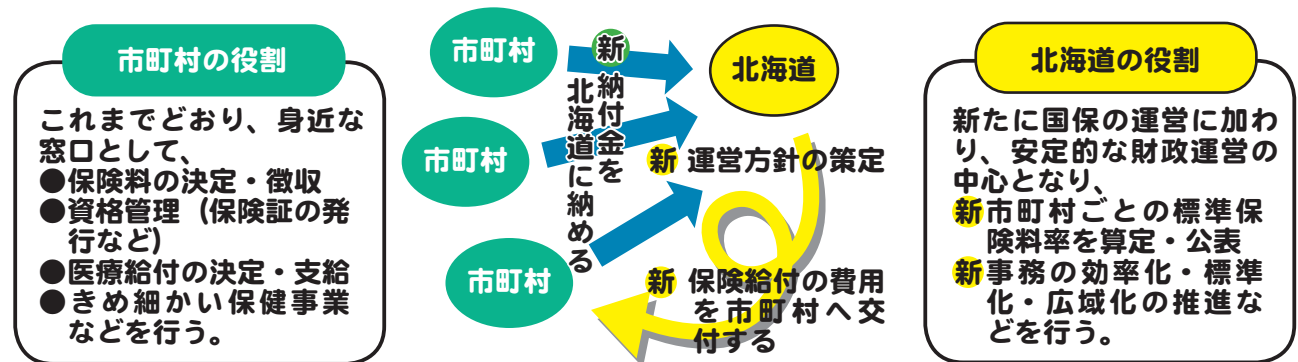 市町村の役割
これまでどおり、身近な
窓口として、
●保険料の決定・徴収
●資格管理（保険証の発
行など）
●医療給付の決定・支給
●きめ細かい保健事業
などを行う。
市町村
市町村
市町村
新 納付金を
北海道に納める
北海道
新 運営方針の策定
新 保険給付の費用
を市町村へ交
付する
北海道の役割
新たに国保の運営に加わ
り、安定的な財政運営の
中心となり、
新市町村ごとの標準保
険料率を算定・公表
新事務の効率化・標準
化・広域化の推進な
どを行う。